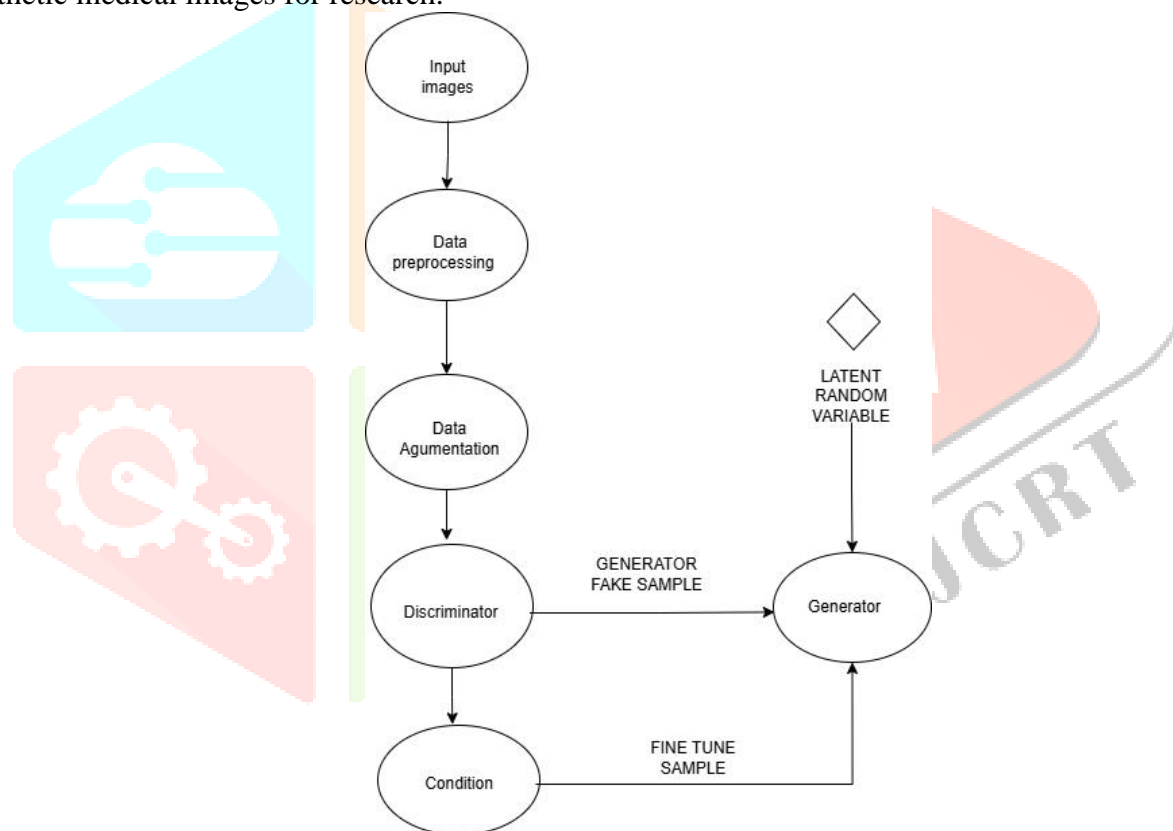 thetic medical images for research.
Input
images
Data
preprocessing
LATENT
RANDOM
VARIABLE
Data
Agumentation
GENERATOR
FAKE SAMPLE
Discriminator
Generator
FINE TUNE
SAMPLE
Condition
IJCRT